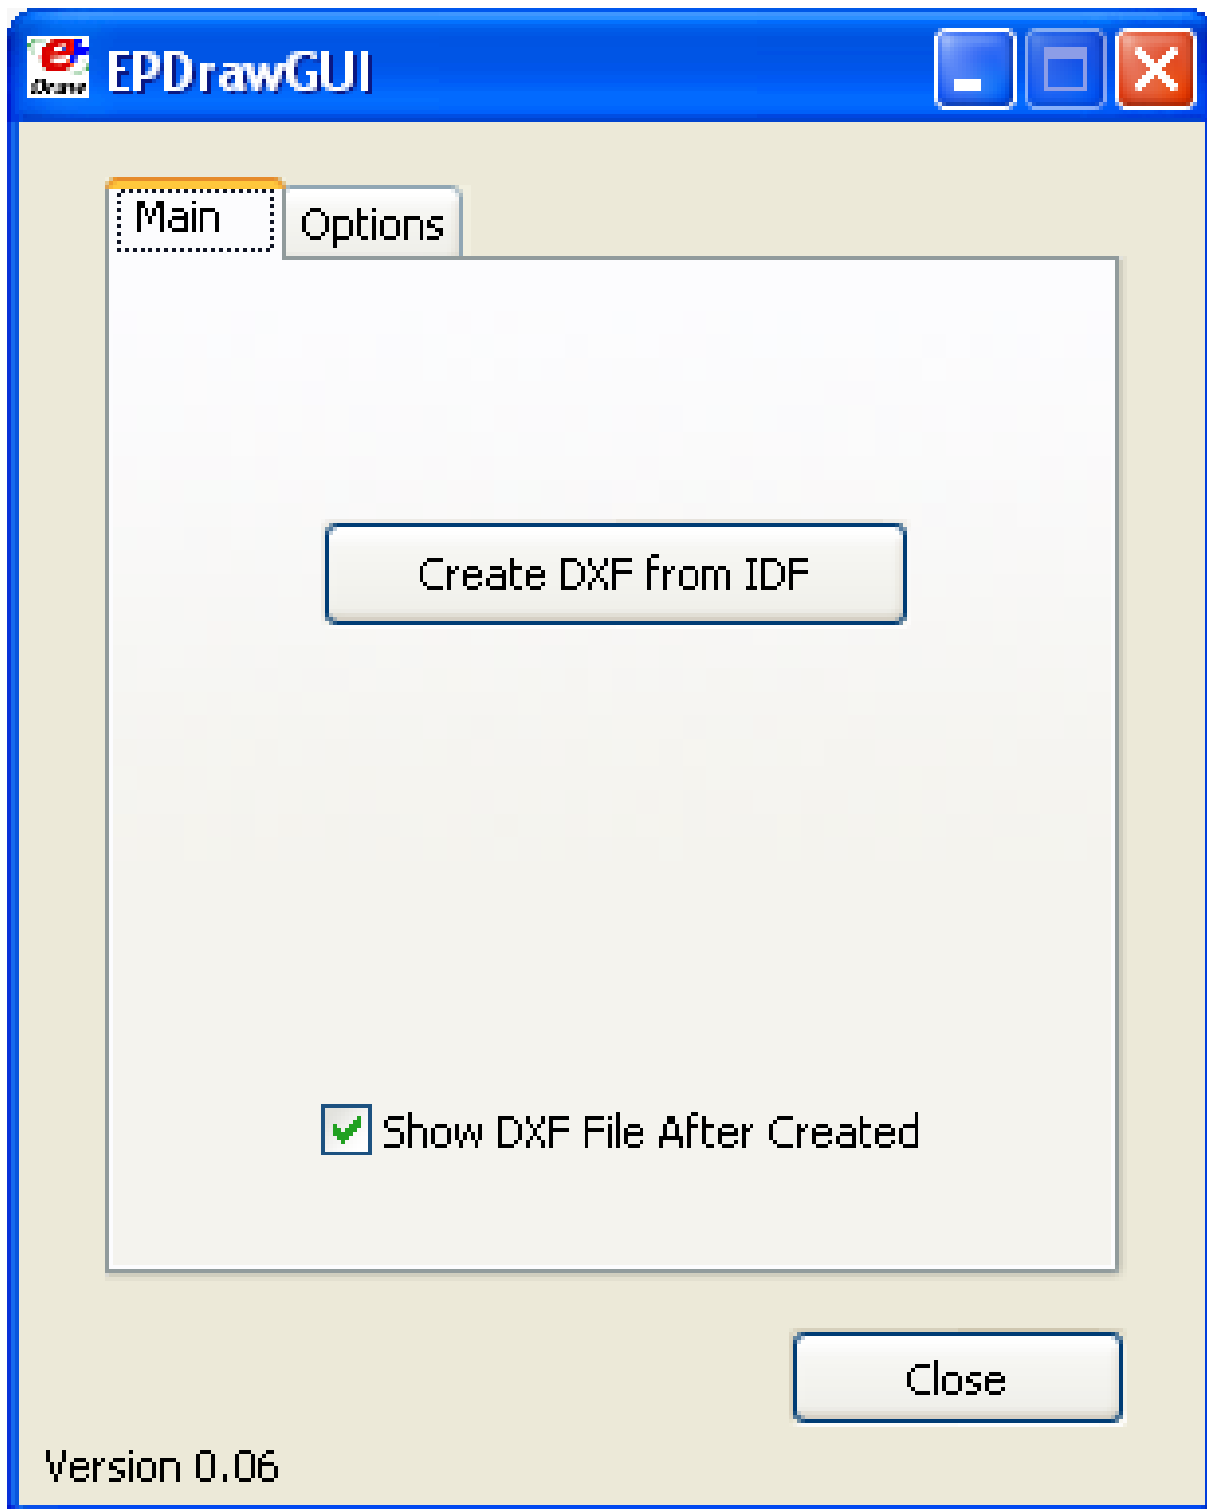 EPDrawGUI
Main Options
Create DXF from IDF
Show DXF File After Created
Close
Version 0.06